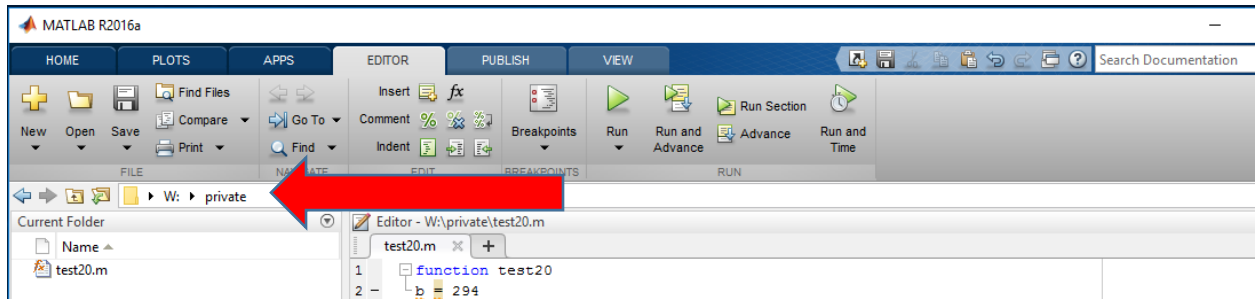 MATLAB R2016a
HOME PLOTS APPS EDITOR PUBLISH VIEW Search Documentation
Find Files Insert fx
Compare Go To Comment % Run Section
New Open Save Breakpoints Run Run and Advance Advance Run and Time
Print Find Indent
FILE NAVIGATE EDIT BREAKPOINTS RUN
W: private
Current Folder Editor - W:\private\test20.m
Name test20.m +
test20.m 1 function test20
2 – b = 294